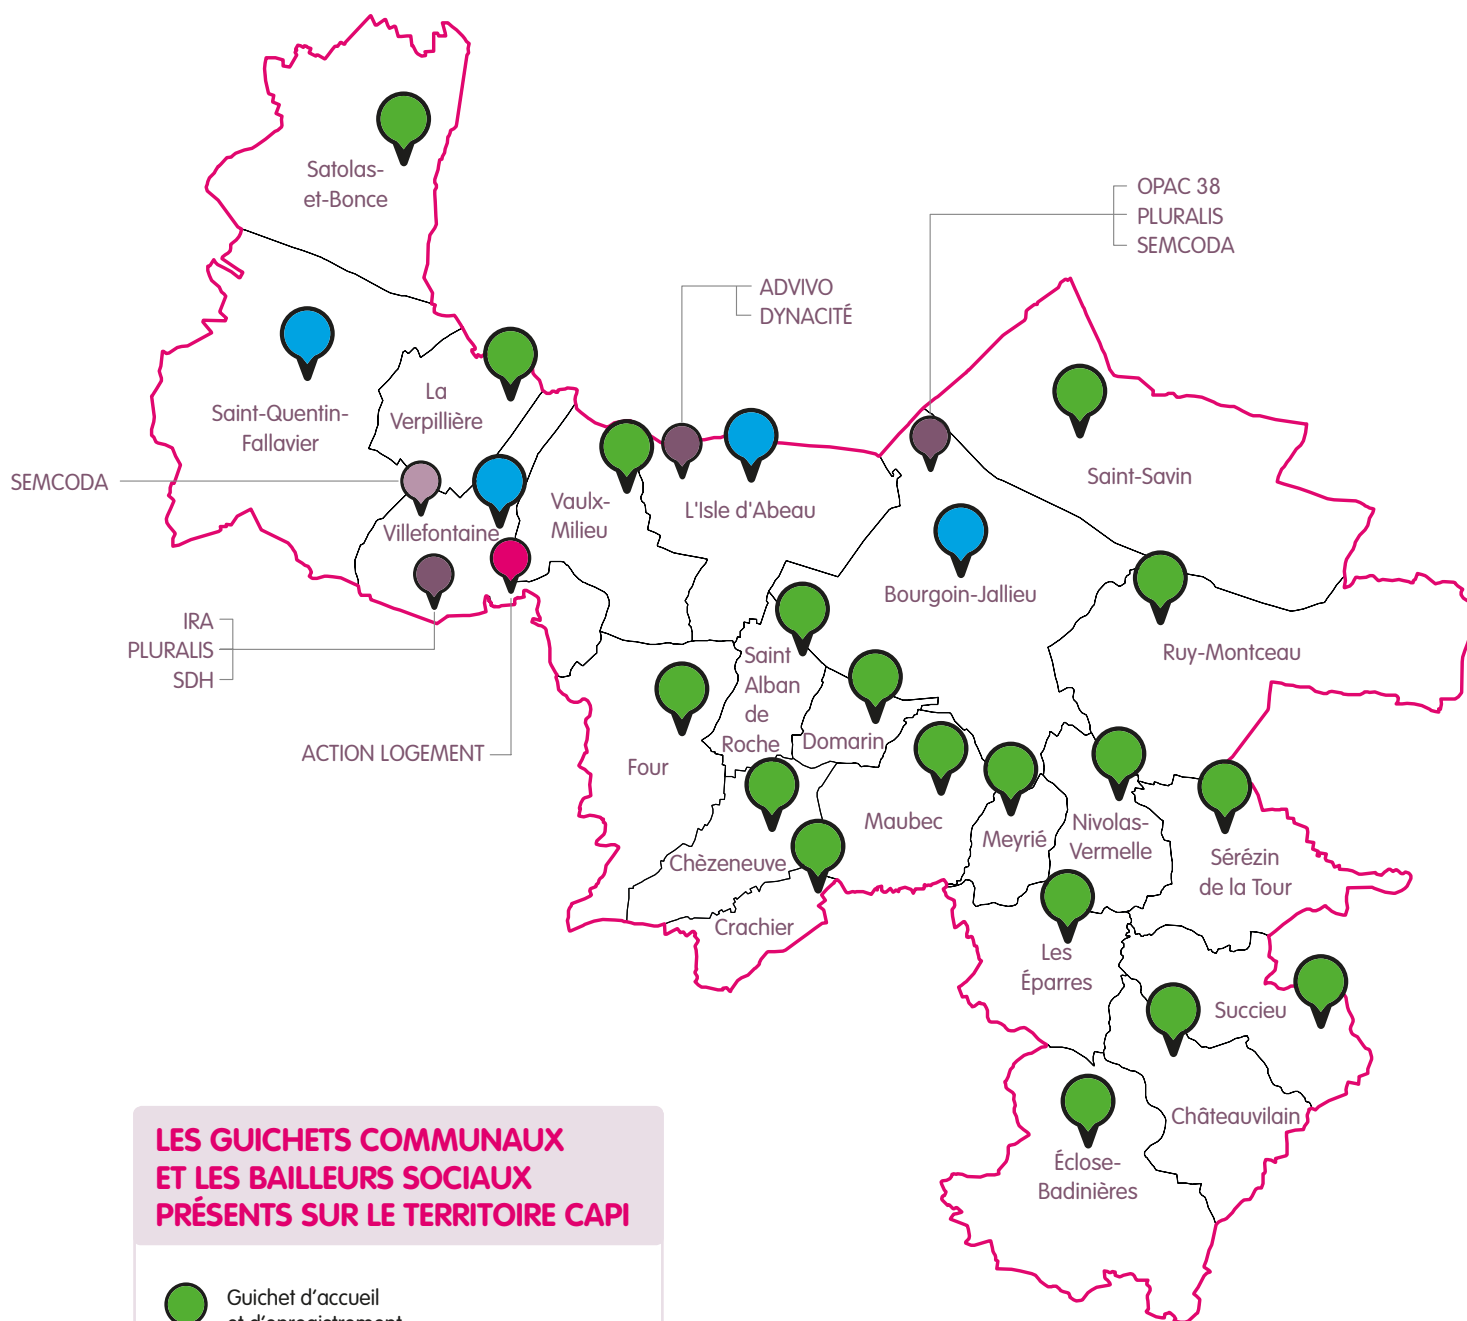 Satolas-
et-Bonce
OPAC 38
PLURALIS
SEMCODA
ADVIVO
DYNACITÉ
La
Verpillière
Saint-Quentin-
Fallavier
SEMCODA
Villefontaine
Vaulx-
Milieu
L'Isle d'Abeau
Saint-Savin
Bourgoin-Jallieu
Ruy-Montceau
IRA
PLURALIS
SDH
ACTION LOGEMENT
Saint
Alban
de
Roche
Domarin
Four
Maubec
Meyrié
Nivolas-
Vermelle
Sérézin
de la Tour
Chèzeneuve
Crachier
Les
Éparres
Succieu
Châteauvilain
Éclose-
Badinières
LES GUICHETS COMMUNAUX
ET LES BAILLEURS SOCIAUX
PRÉSENTS SUR LE TERRITOIRE CAPI
Guichet d'accueil
et d'enregistrement